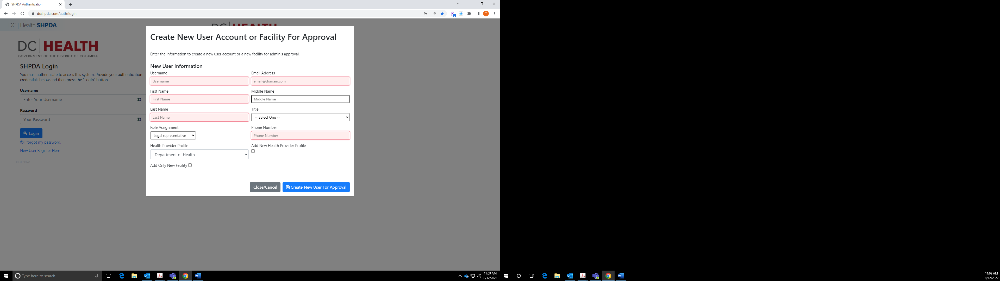 SHPDA Authentication
dcshpda.com/auth/login
DC | Health SHPDA
DC | HEALTH
GOVERNMENT OF THE DISTRICT OF COLUMBIA
SHPDA Login
You must authenticate to access this system. Provide your authentication
credentials below and then press the "Login" button.
Username
Enter Your Username
Password
Your Password
Login
I forgot my password.
New User Register Here
Create New User Account or Facility For Approval
Enter the information to create a new user account or a new facility for admin's approval.
New User Information
Username
Email Address
Username
email@domain.com
First Name
Middle Name
First Name
Middle Name
Last Name
Title
Last Name
-- Select One --
Role Assignment
Phone Number
Legal representative
Phone Number
Health Provider Profile
Add New Health Provider Profile
Department of Health
Add Only New Facility
Close/Cancel
Create New User For Approval
Type here to search
11:09 AM
8/12/2022
11:09 AM
8/12/2022